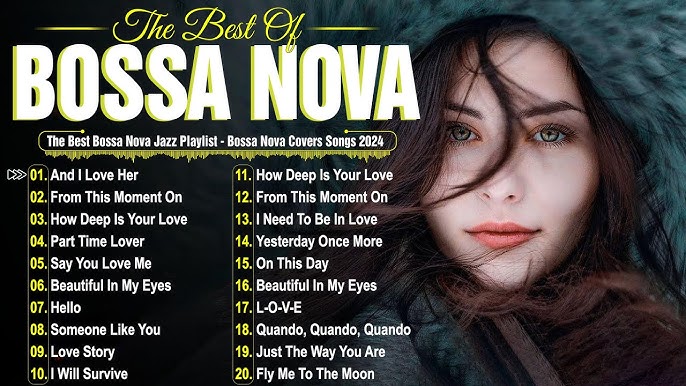 The Best Of
BOSSA NOVA
The Best Bossa Nova Jazz Playlist - Bossa Nova Covers Songs 2024
01. And I Love Her
02. From This Moment On
03. How Deep Is Your Love
04. Part Time Lover
05. Say You Love Me
06. Beautiful In My Eyes
07. Hello
08. Someone Like You
09. Love Story
10. I Will Survive
11. How Deep Is Your Love
12. From This Moment On
13. I Need To Be In Love
14. Yesterday Once More
15. On This Day
16. Beautiful In My Eyes
17. L-O-V-E
18. Quando, Quando, Quando
19. Just The Way You Are
20. Fly Me To The Moon